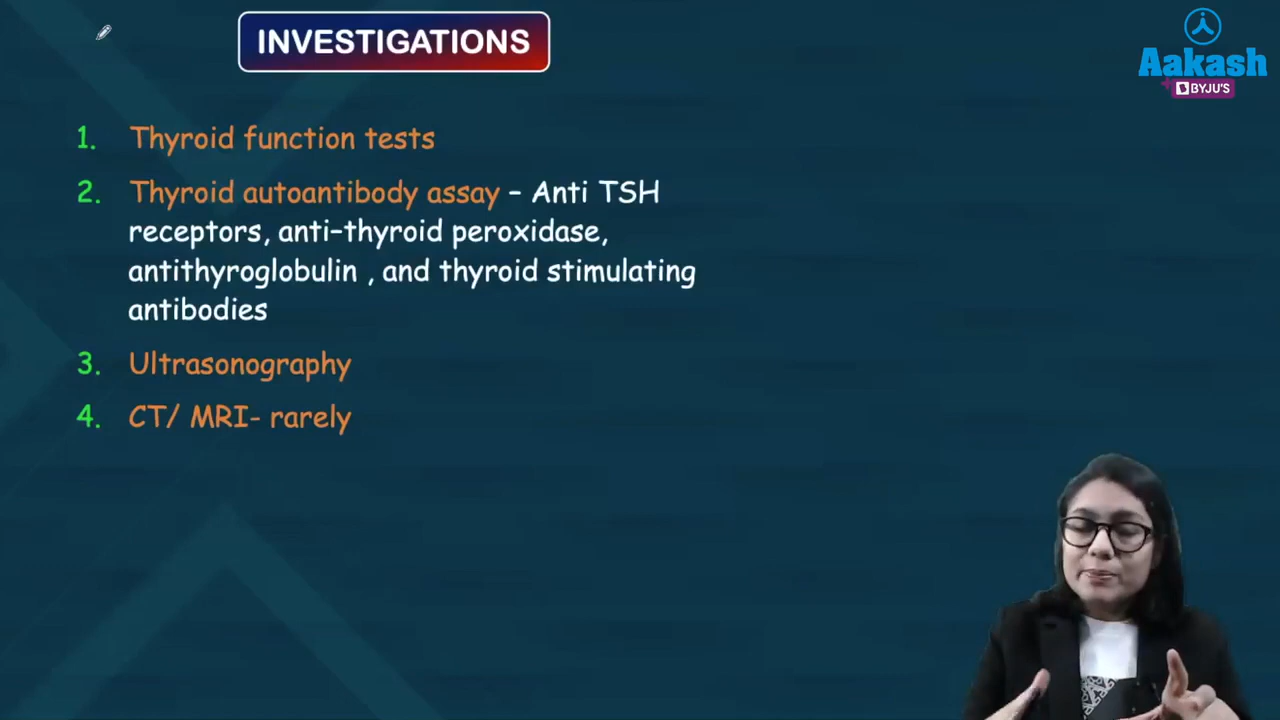 INVESTIGATIONS
Aakash
BYJU'S
1. Thyroid function tests
2. Thyroid autoantibody assay – Anti TSH
receptors, anti-thyroid peroxidase,
antithyroglobulin , and thyroid stimulating
antibodies
3. Ultrasonography
4. CT/ MRI- rarely